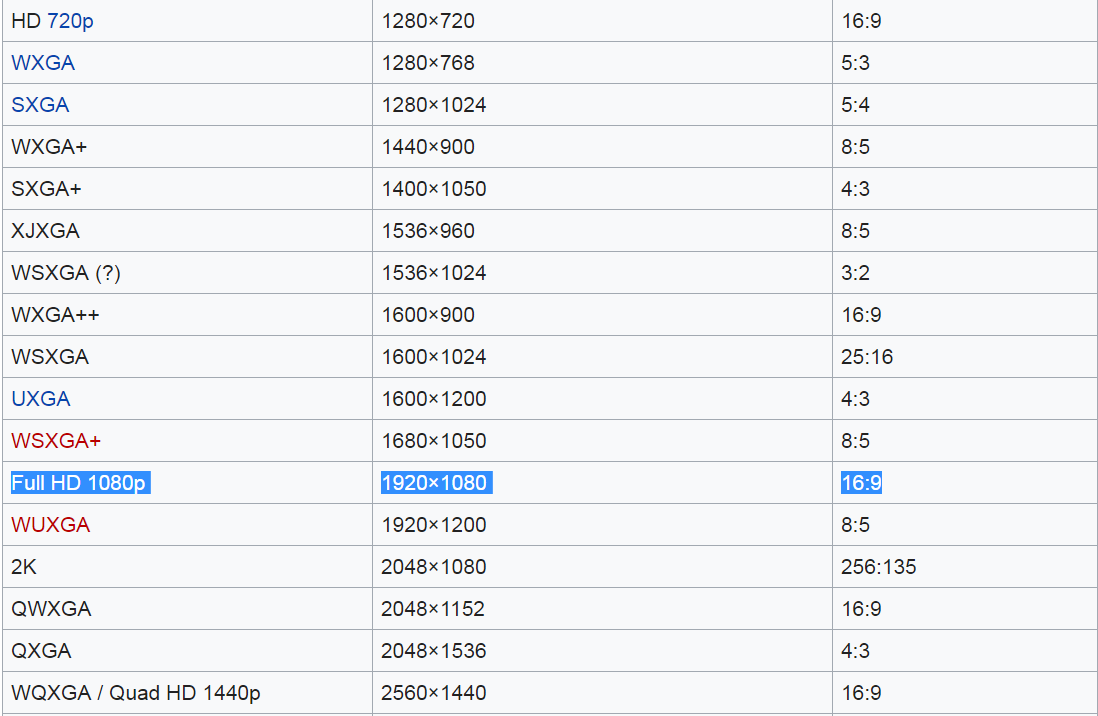 HD 720p 1280×720 16:9
WXGA 1280×768 5:3
SXGA 1280×1024 5:4
WXGA+ 1440×900 8:5
SXGA+ 1400×1050 4:3
XJXGA 1536×960 8:5
WSXGA (?) 1536×1024 3:2
WXGA++ 1600×900 16:9
WSXGA 1600×1024 25:16
UXGA 1600×1200 4:3
WSXGA+ 1680×1050 8:5
Full HD 1080p 1920×1080 16:9
WUXGA 1920×1200 8:5
2K 2048×1080 256:135
QWXGA 2048×1152 16:9
QXGA 2048×1536 4:3
WQXGA / Quad HD 1440p 2560×1440 16:9